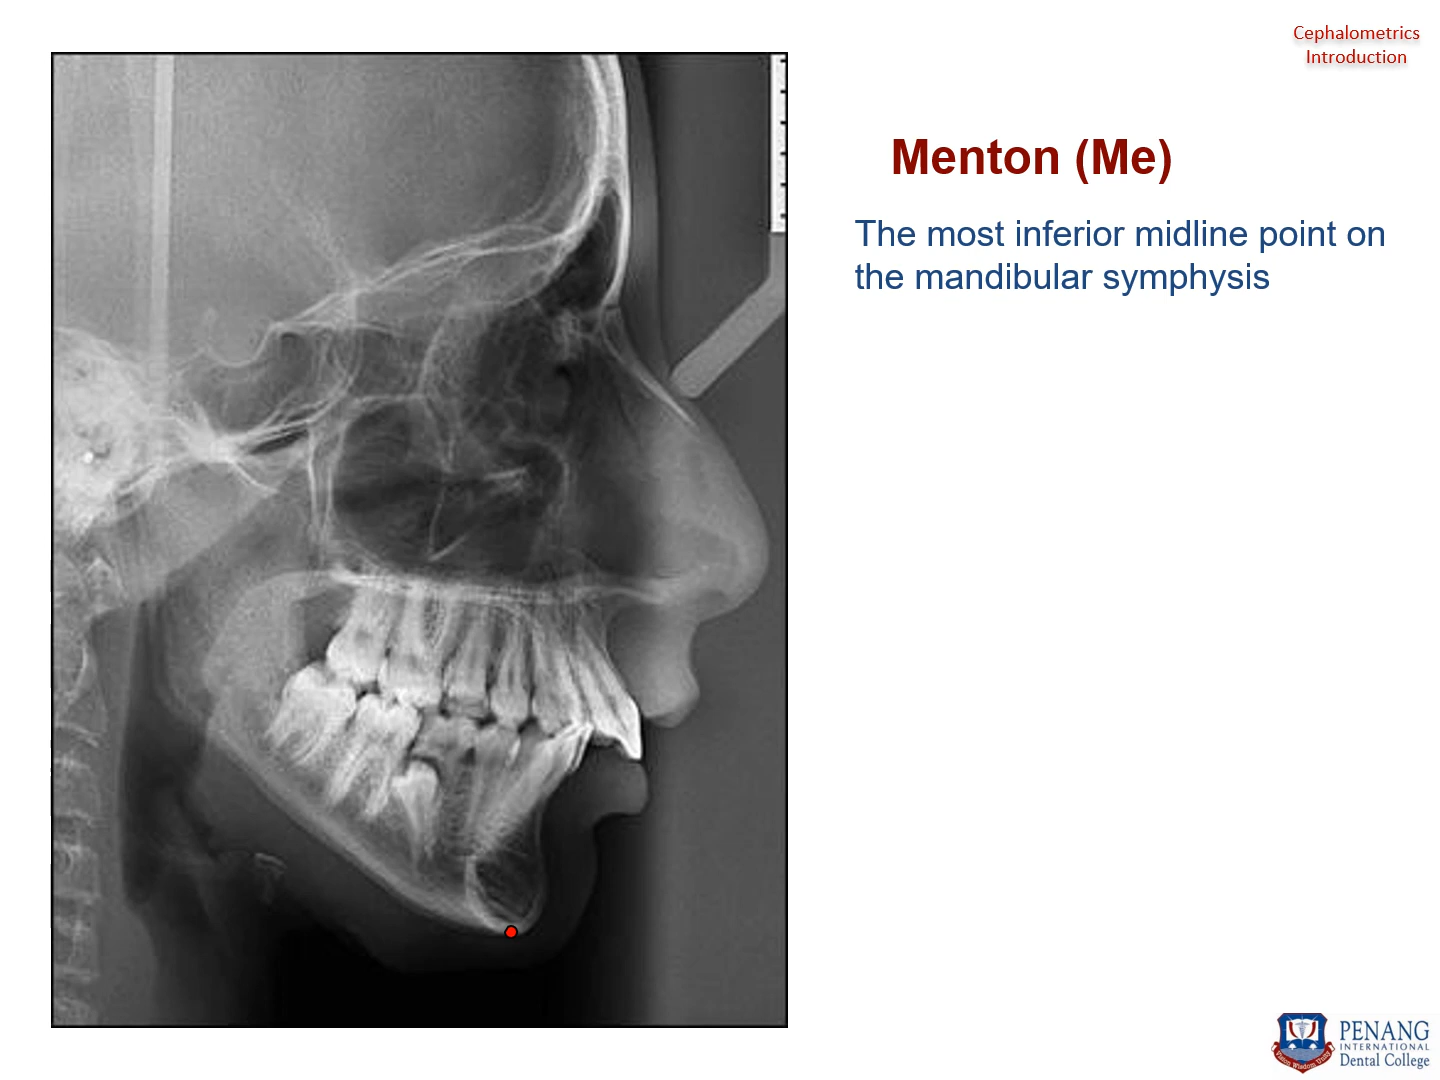 Cephalometrics
Introduction
Menton (Me)
The most inferior midline point on
the mandibular symphysis
PENANG
INTERNATIONAL
Dental College